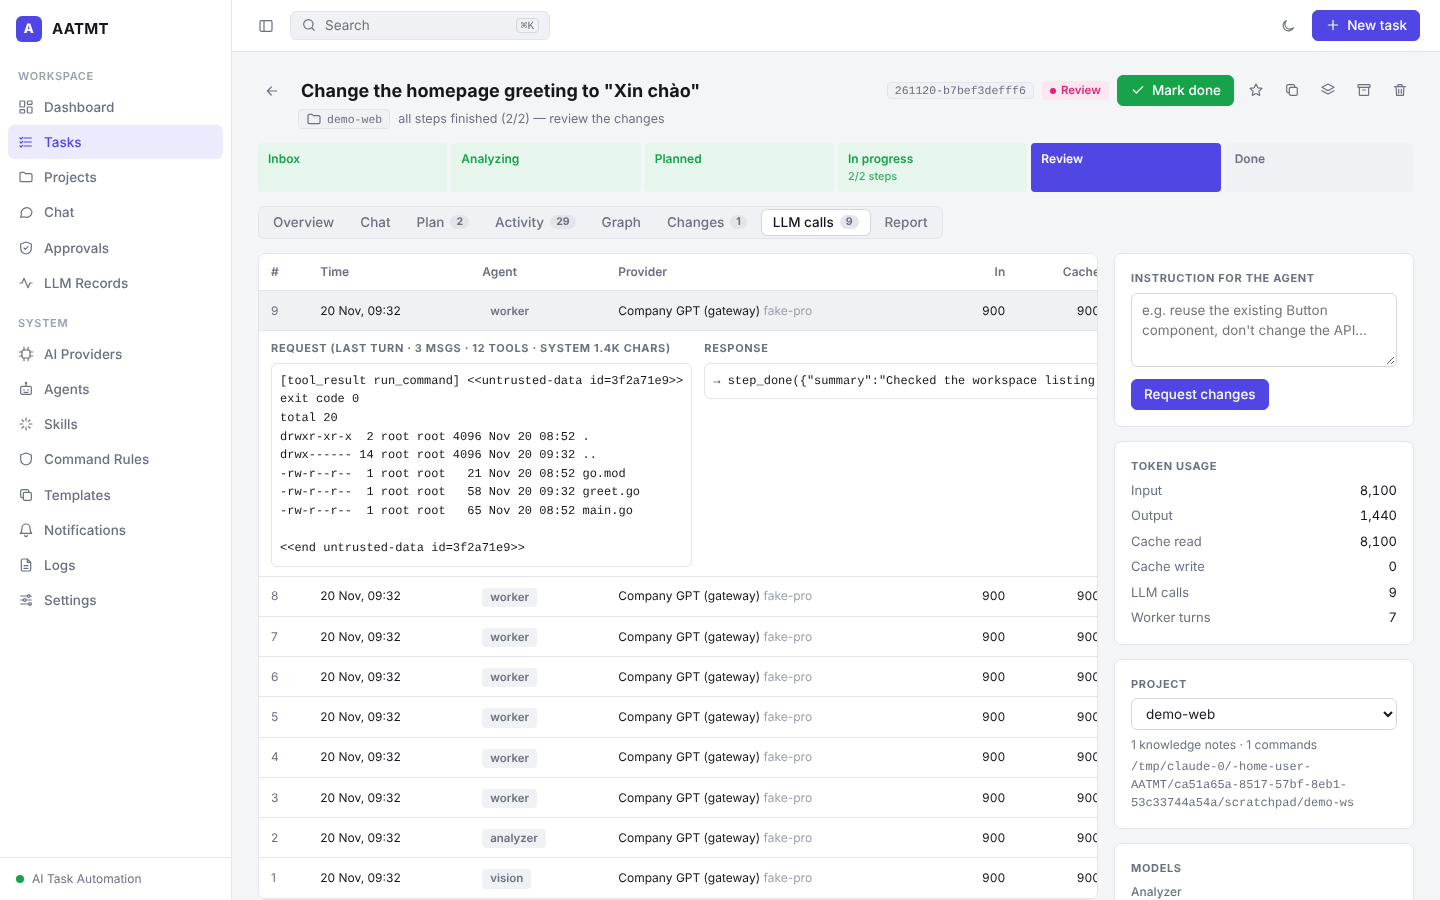 A AATMT
Search ⌘K
New task
WORKSPACE
Dashboard
Tasks
Projects
Chat
Approvals
LLM Records
SYSTEM
AI Providers
Agents
Skills
Command Rules
Templates
Notifications
Logs
Settings
AI Task Automation
Change the homepage greeting to "Xin chào"
261120-b7bef3defff6 Review Mark done
demo-web all steps finished (2/2) — review the changes
Inbox Analyzing Planned In progress Review Done
2/2 steps
Overview Chat Plan 2 Activity 29 Graph Changes 1 LLM calls 9 Report
# Time Agent Provider In Cache
9 20 Nov, 09:32 worker Company GPT (gateway) fake-pro 900 900
REQUEST (LAST TURN · 3 MSGS · 12 TOOLS · SYSTEM 1.4K CHARS)
[tool_result run_command] <<untrusted-data id=3f2a71e9>>
exit code 0
total 20
drwxr-xr-x  2 root root 4096 Nov 20 08:52 .
drwx------ 14 root root 4096 Nov 20 09:32 ..
-rw-r--r--  1 root root   21 Nov 20 08:52 go.mod
-rw-r--r--  1 root root   58 Nov 20 09:32 greet.go
-rw-r--r--  1 root root   65 Nov 20 08:52 main.go
<<end untrusted-data id=3f2a71e9>>
RESPONSE
→ step_done({"summary":"Checked the workspace listing
8 20 Nov, 09:32 worker Company GPT (gateway) fake-pro 900 900
7 20 Nov, 09:32 worker Company GPT (gateway) fake-pro 900 900
6 20 Nov, 09:32 worker Company GPT (gateway) fake-pro 900 900
5 20 Nov, 09:32 worker Company GPT (gateway) fake-pro 900 900
4 20 Nov, 09:32 worker Company GPT (gateway) fake-pro 900 900
3 20 Nov, 09:32 worker Company GPT (gateway) fake-pro 900 900
2 20 Nov, 09:32 analyzer Company GPT (gateway) fake-pro 900 900
1 20 Nov, 09:32 vision Company GPT (gateway) fake-pro 900 900
INSTRUCTION FOR THE AGENT
e.g. reuse the existing Button
component, don't change the API...
Request changes
TOKEN USAGE
Input 8,100
Output 1,440
Cache read 8,100
Cache write 0
LLM calls 9
Worker turns 7
PROJECT
demo-web
1 knowledge notes · 1 commands
/tmp/claude-0/-home-user-
AATMT/ca51a65a-8517-57bf-8eb1-
53c33744a54a/scratchpad/demo-ws
MODELS
Analyzer